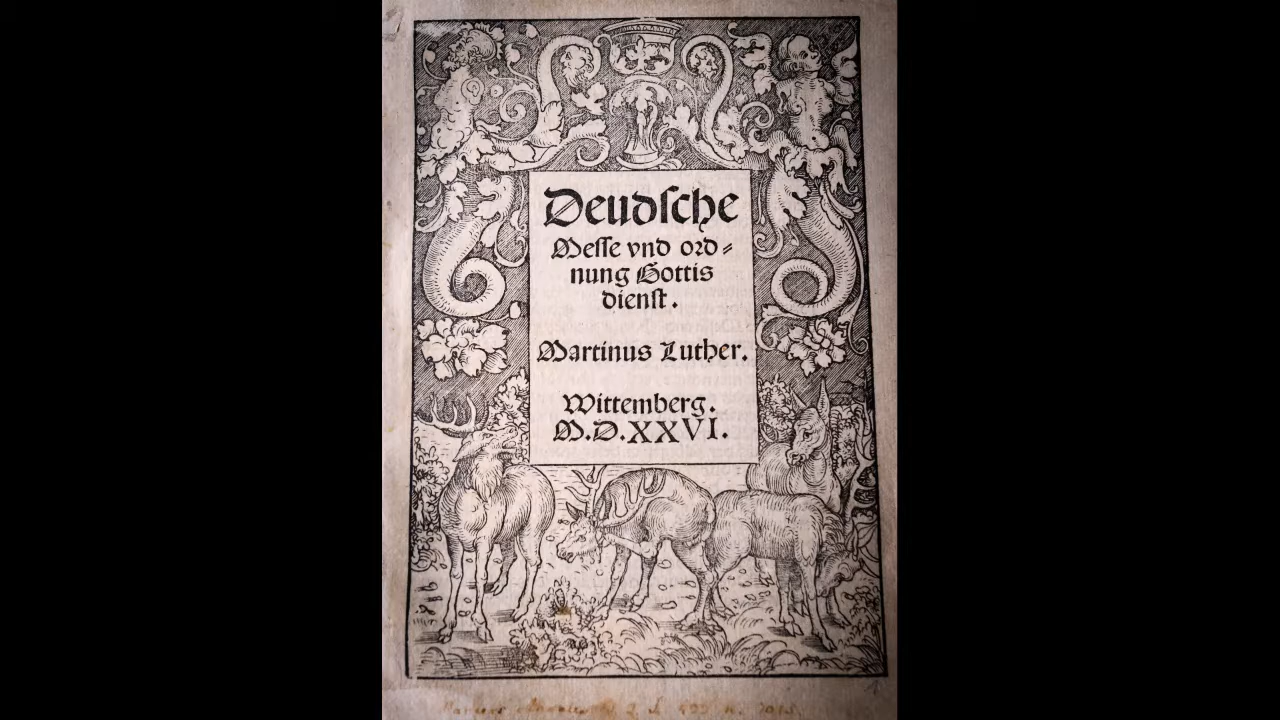 Deudſche
Meſſe vnd ord⸗
nung Gottis
dienſt.
Martinus Luther.
Wittemberg.
M.D.XXVI.